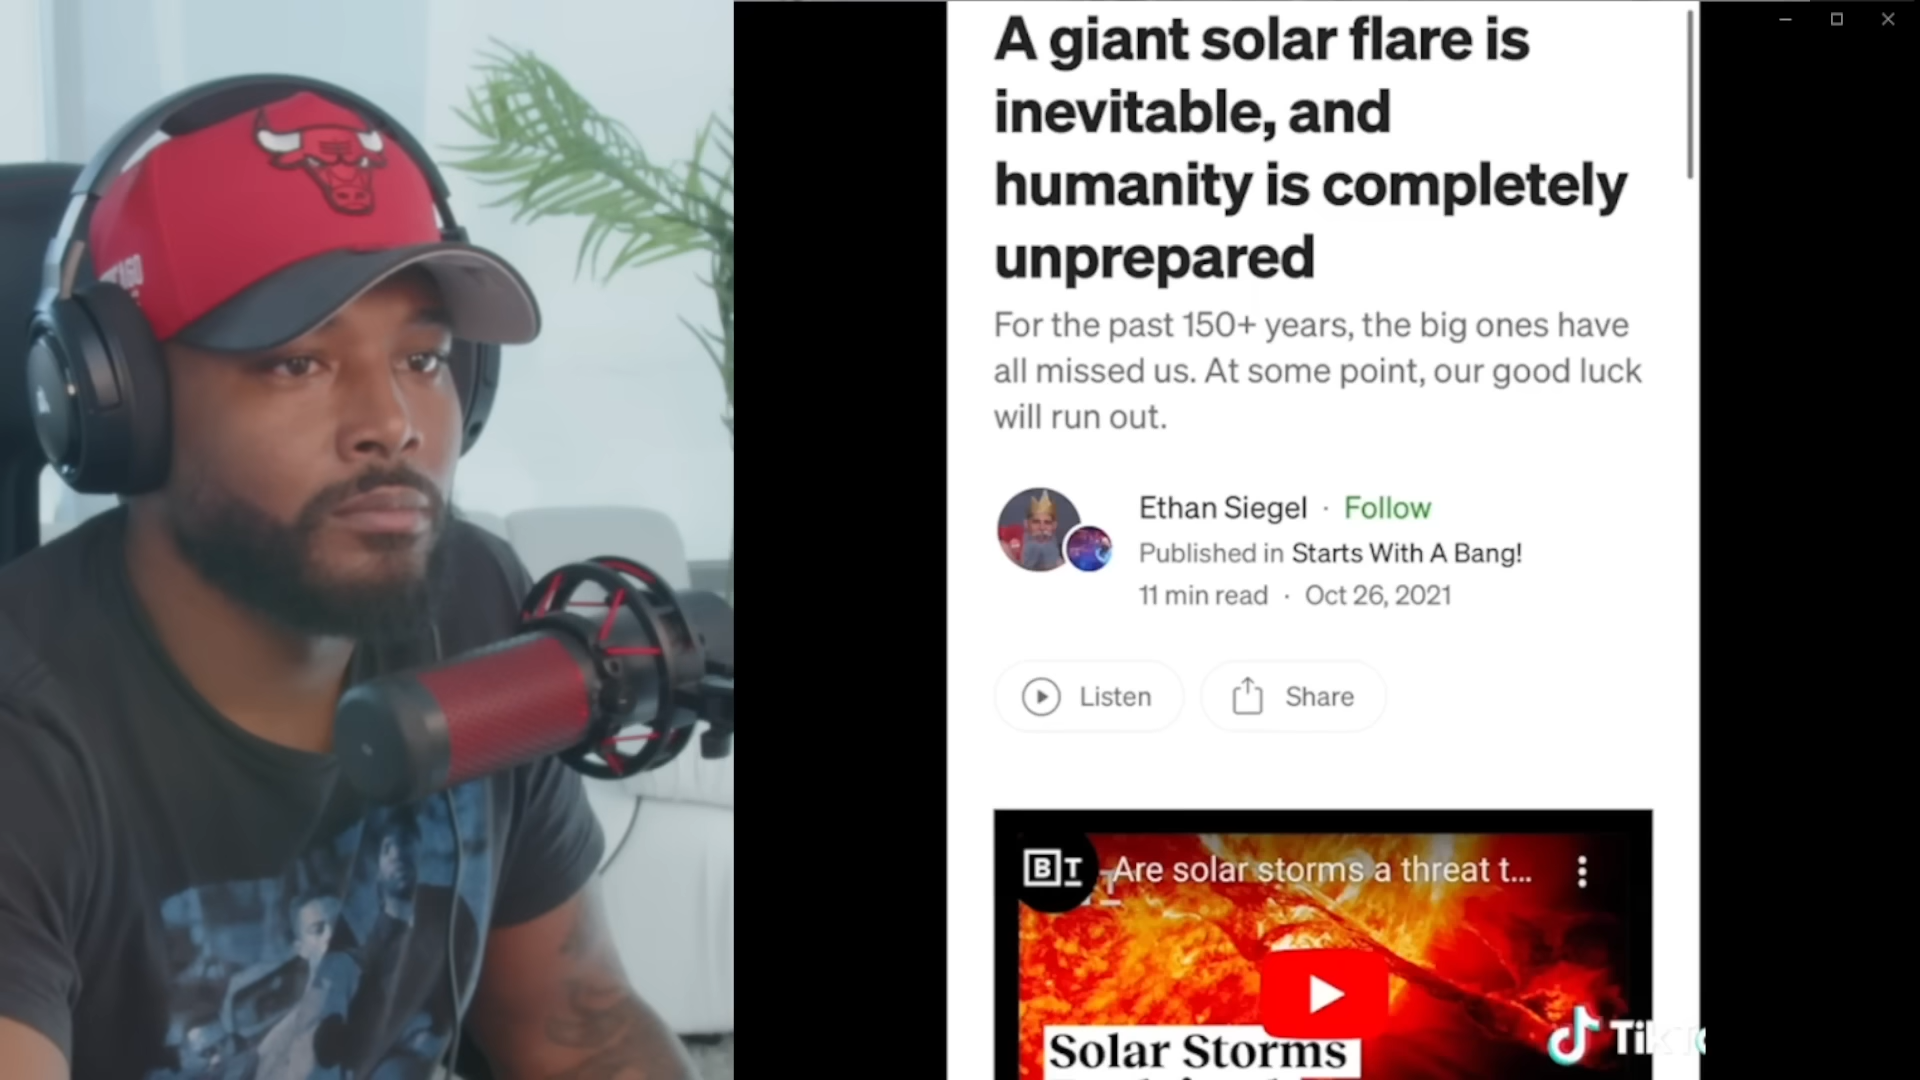 A giant solar flare is
inevitable, and
humanity is completely
unprepared
For the past 150+ years, the big ones have
all missed us. At some point, our good luck
will run out.
Ethan Siegel · Follow
Published in Starts With A Bang!
11 min read · Oct 26, 2021
Listen
Share
BT
Are solar storms a threat t...
Solar Storms